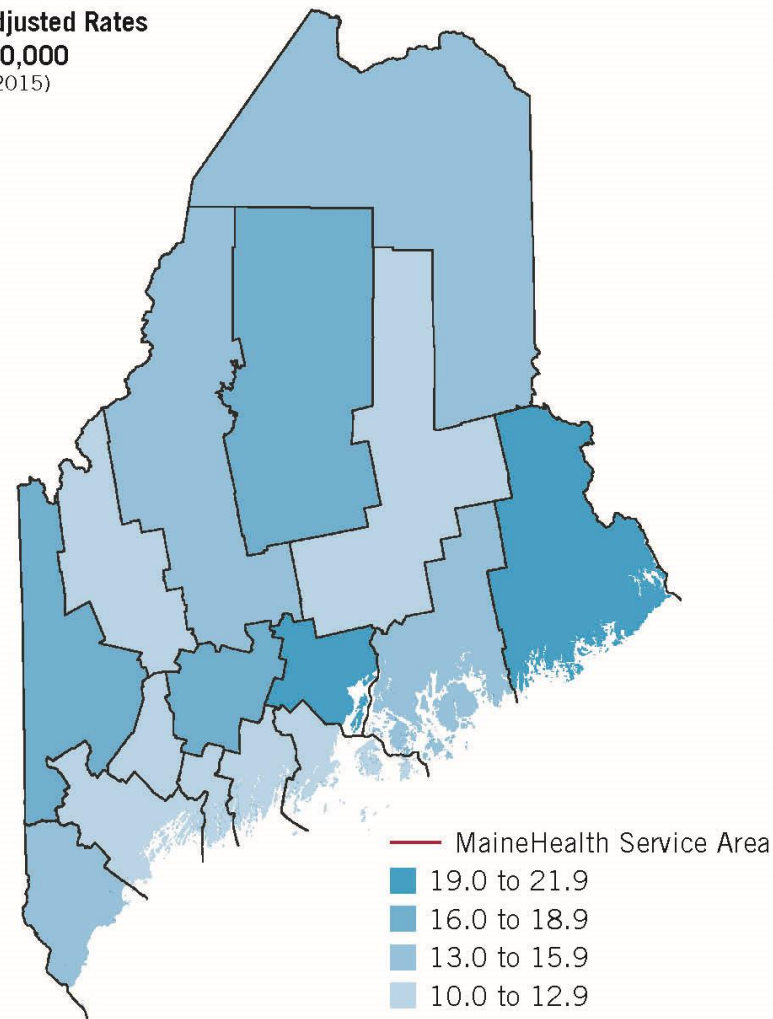 djusted Rates
0,000
2015)
MaineHealth Service Area
19.0 to 21.9
16.0 to 18.9
13.0 to 15.9
10.0 to 12.9